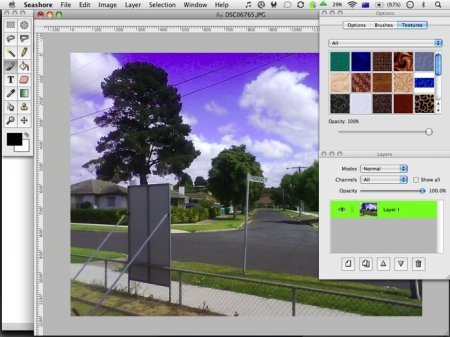 Seashore File Edit Image Layer Selection Window Help 29%
DSC06765.JPG
Options
Options Brushes Textures
All
Opacity: 100%
Layers
Modes Normal
Channels All Show all
Opacity 100.0%
Layer 1